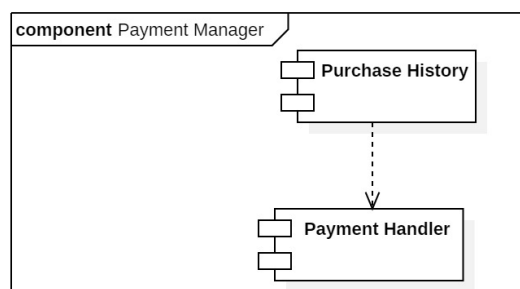 component Payment Manager
Purchase History
Payment Handler